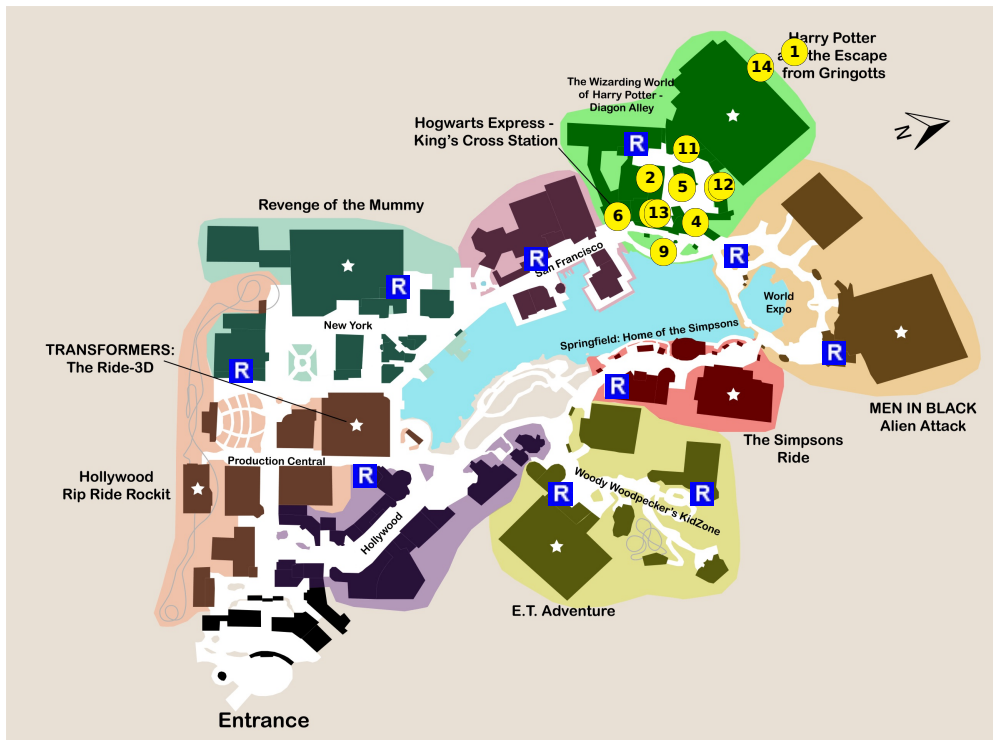 Harry Potter
1
14
the Escape
from Gringotts
The Wizarding World
of Harry Potter -
Diagon Alley
Hogwarts Express -
King's Cross Station
N
R
11
2
5
12
6
13
4
9
Revenge of the Mummy
R
San Francisco
R
R
World
Expo
New York
Springfield: Home of the Simpsons
TRANSFORMERS:
The Ride-3D
R
R
R
MEN IN BLACK
Alien Attack
The Simpsons
Ride
Production Central
Hollywood
Rip Ride Rockit
R
Woody Woodpecker's KidZone
R
R
Hollywood
E.T. Adventure
Entrance